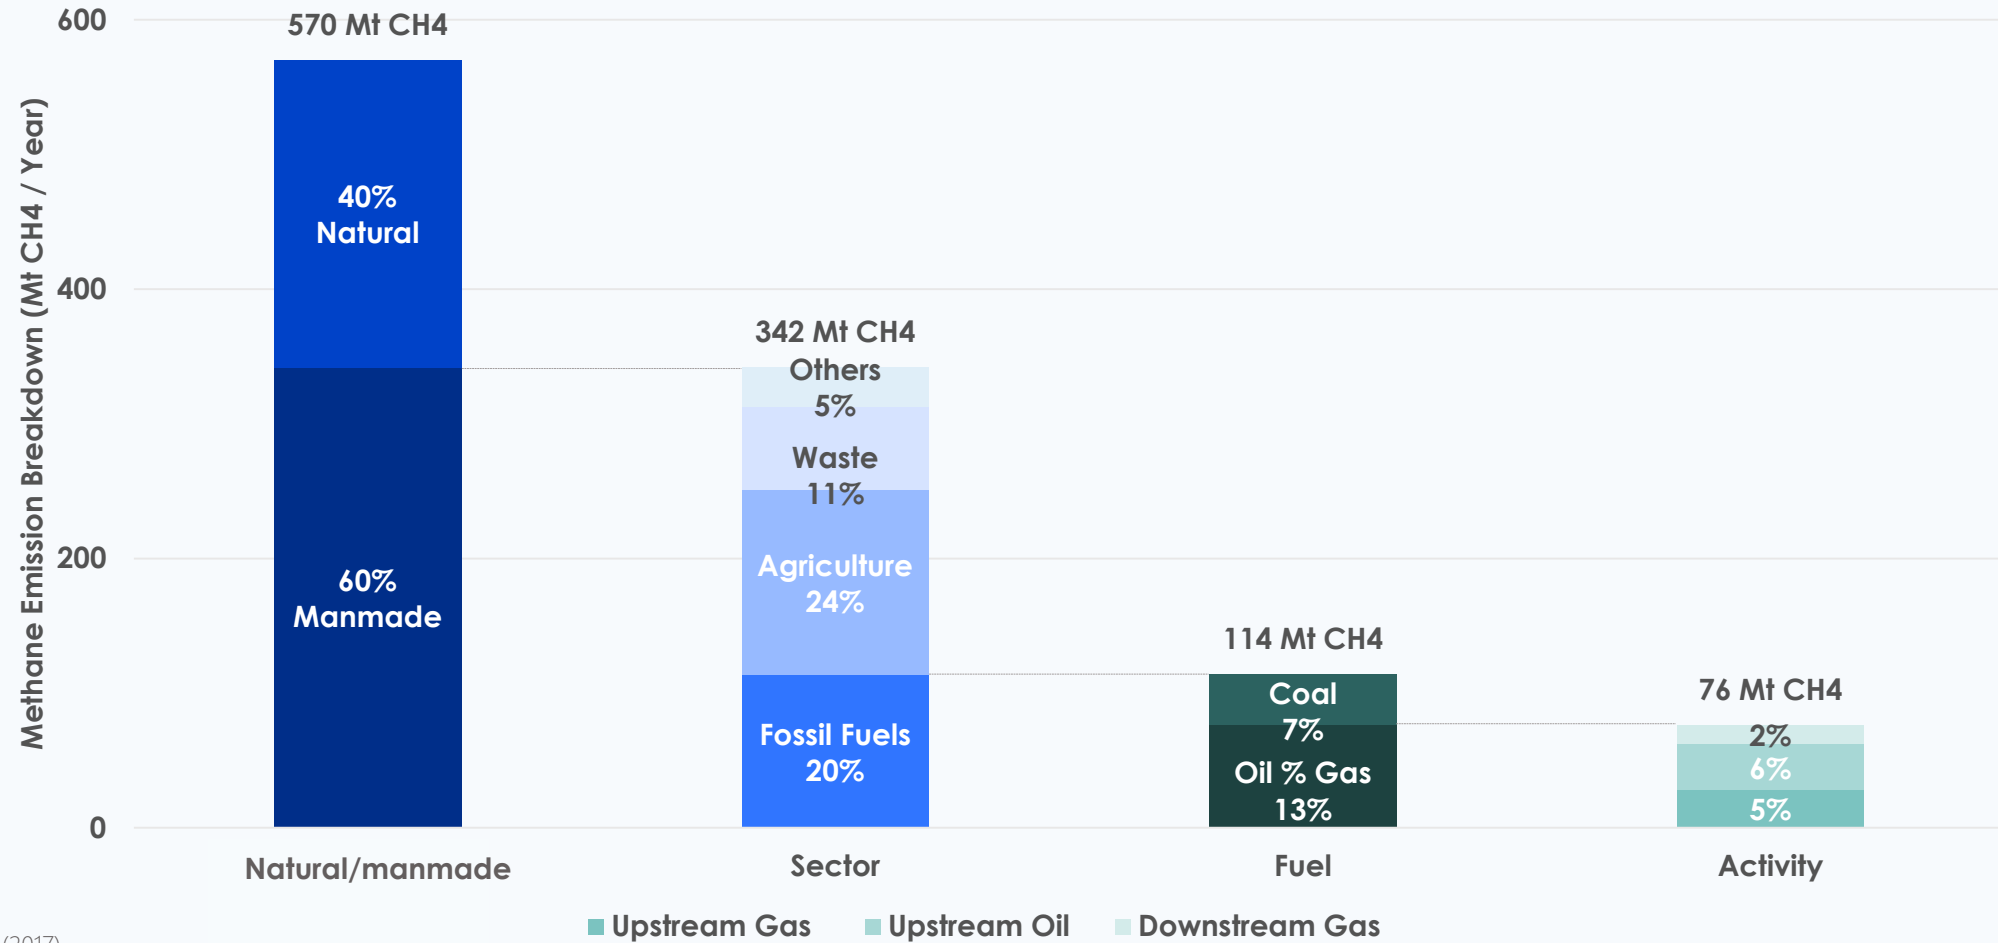 Methane Emission Breakdown (Mt CH4 / Year)
600
400
200
0
570 Mt CH4
40%
Natural
60%
Manmade
342 Mt CH4
Others
5%
Waste
11%
Agriculture
24%
Fossil Fuels
20%
114 Mt CH4
Coal
7%
Oil % Gas
13%
76 Mt CH4
2%
6%
5%
Natural/manmade
Sector
Fuel
Activity
Upstream Gas
Upstream Oil
Downstream Gas
(2017)